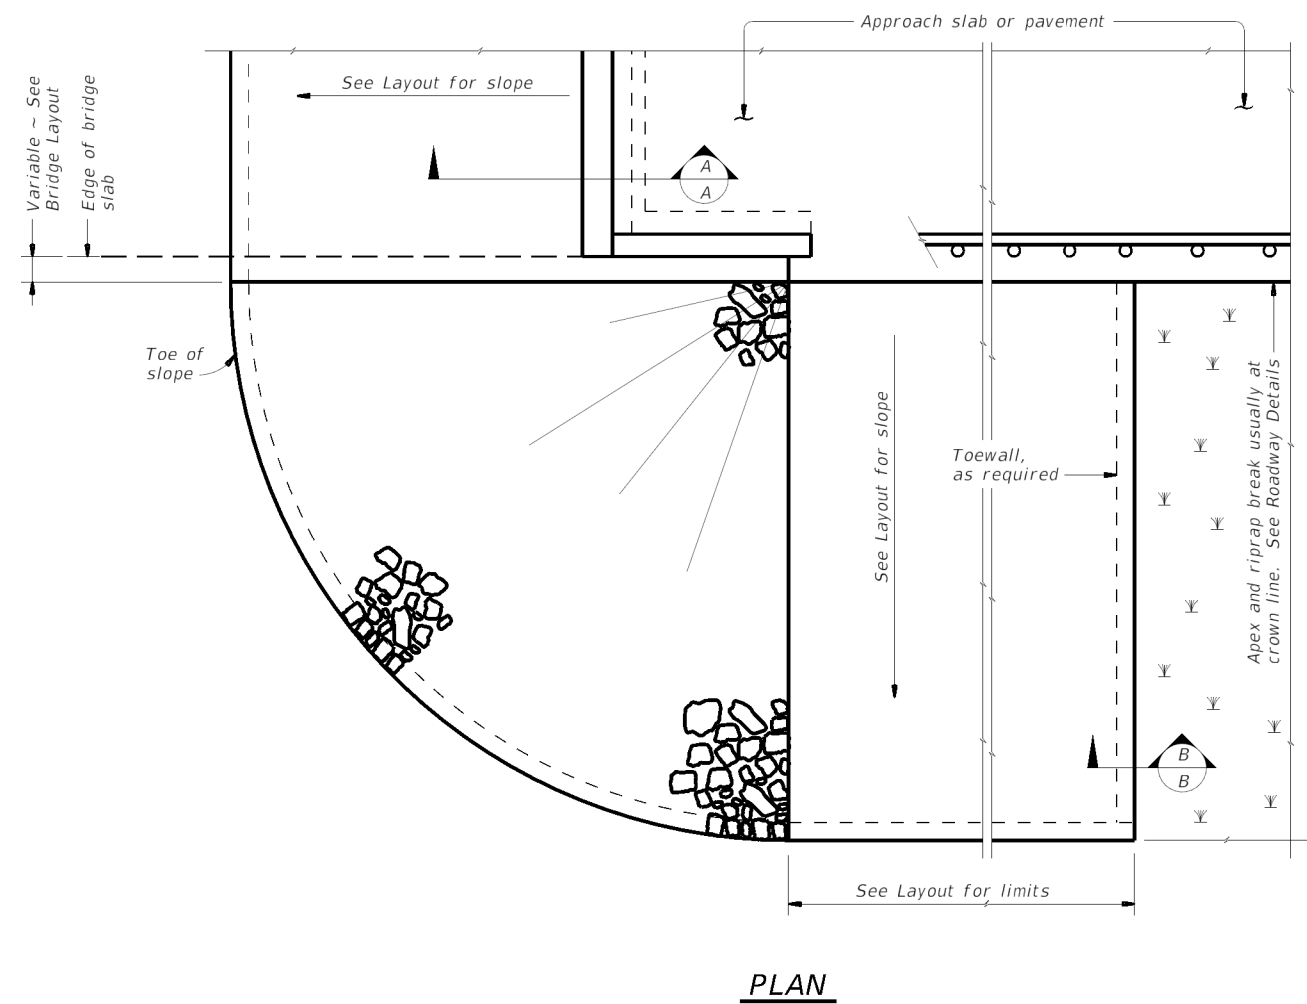 Approach slab or pavement
See Layout for slope
Variable ~ See
Bridge Layout
Edge of bridge
slab
A
A
Toe of
slope
See Layout for slope
Toewall,
as required
Apex and riprap break usually at
crown line. See Roadway Details
B
B
See Layout for limits
PLAN